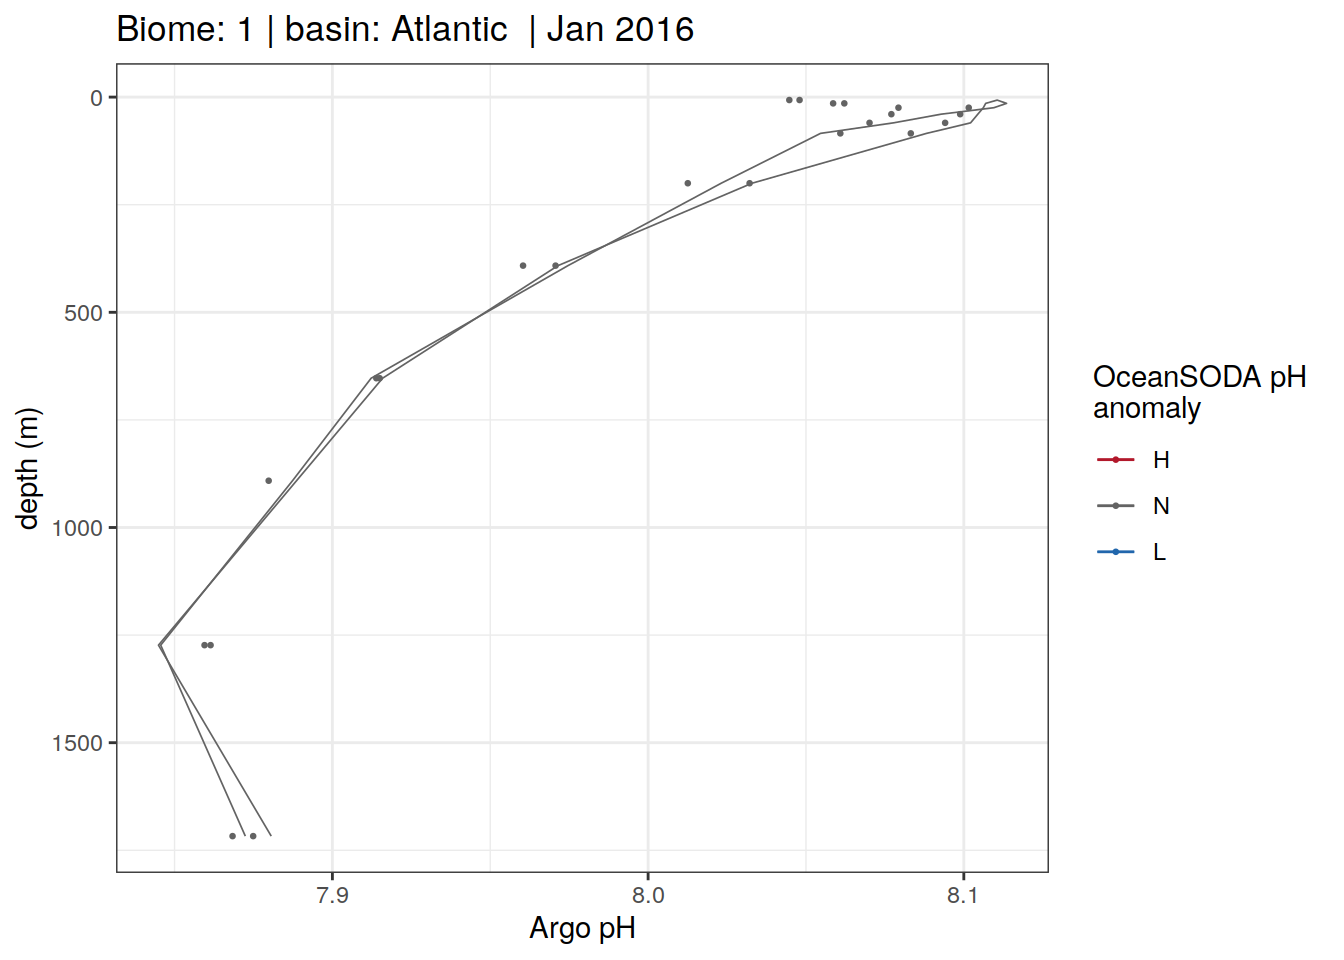 Biome: 1 | basin: Atlantic  | Jan 2016
0
500
1000
1500
depth (m)
7.9
8.0
8.1
Argo pH
OceanSODA pH
anomaly
H
N
L